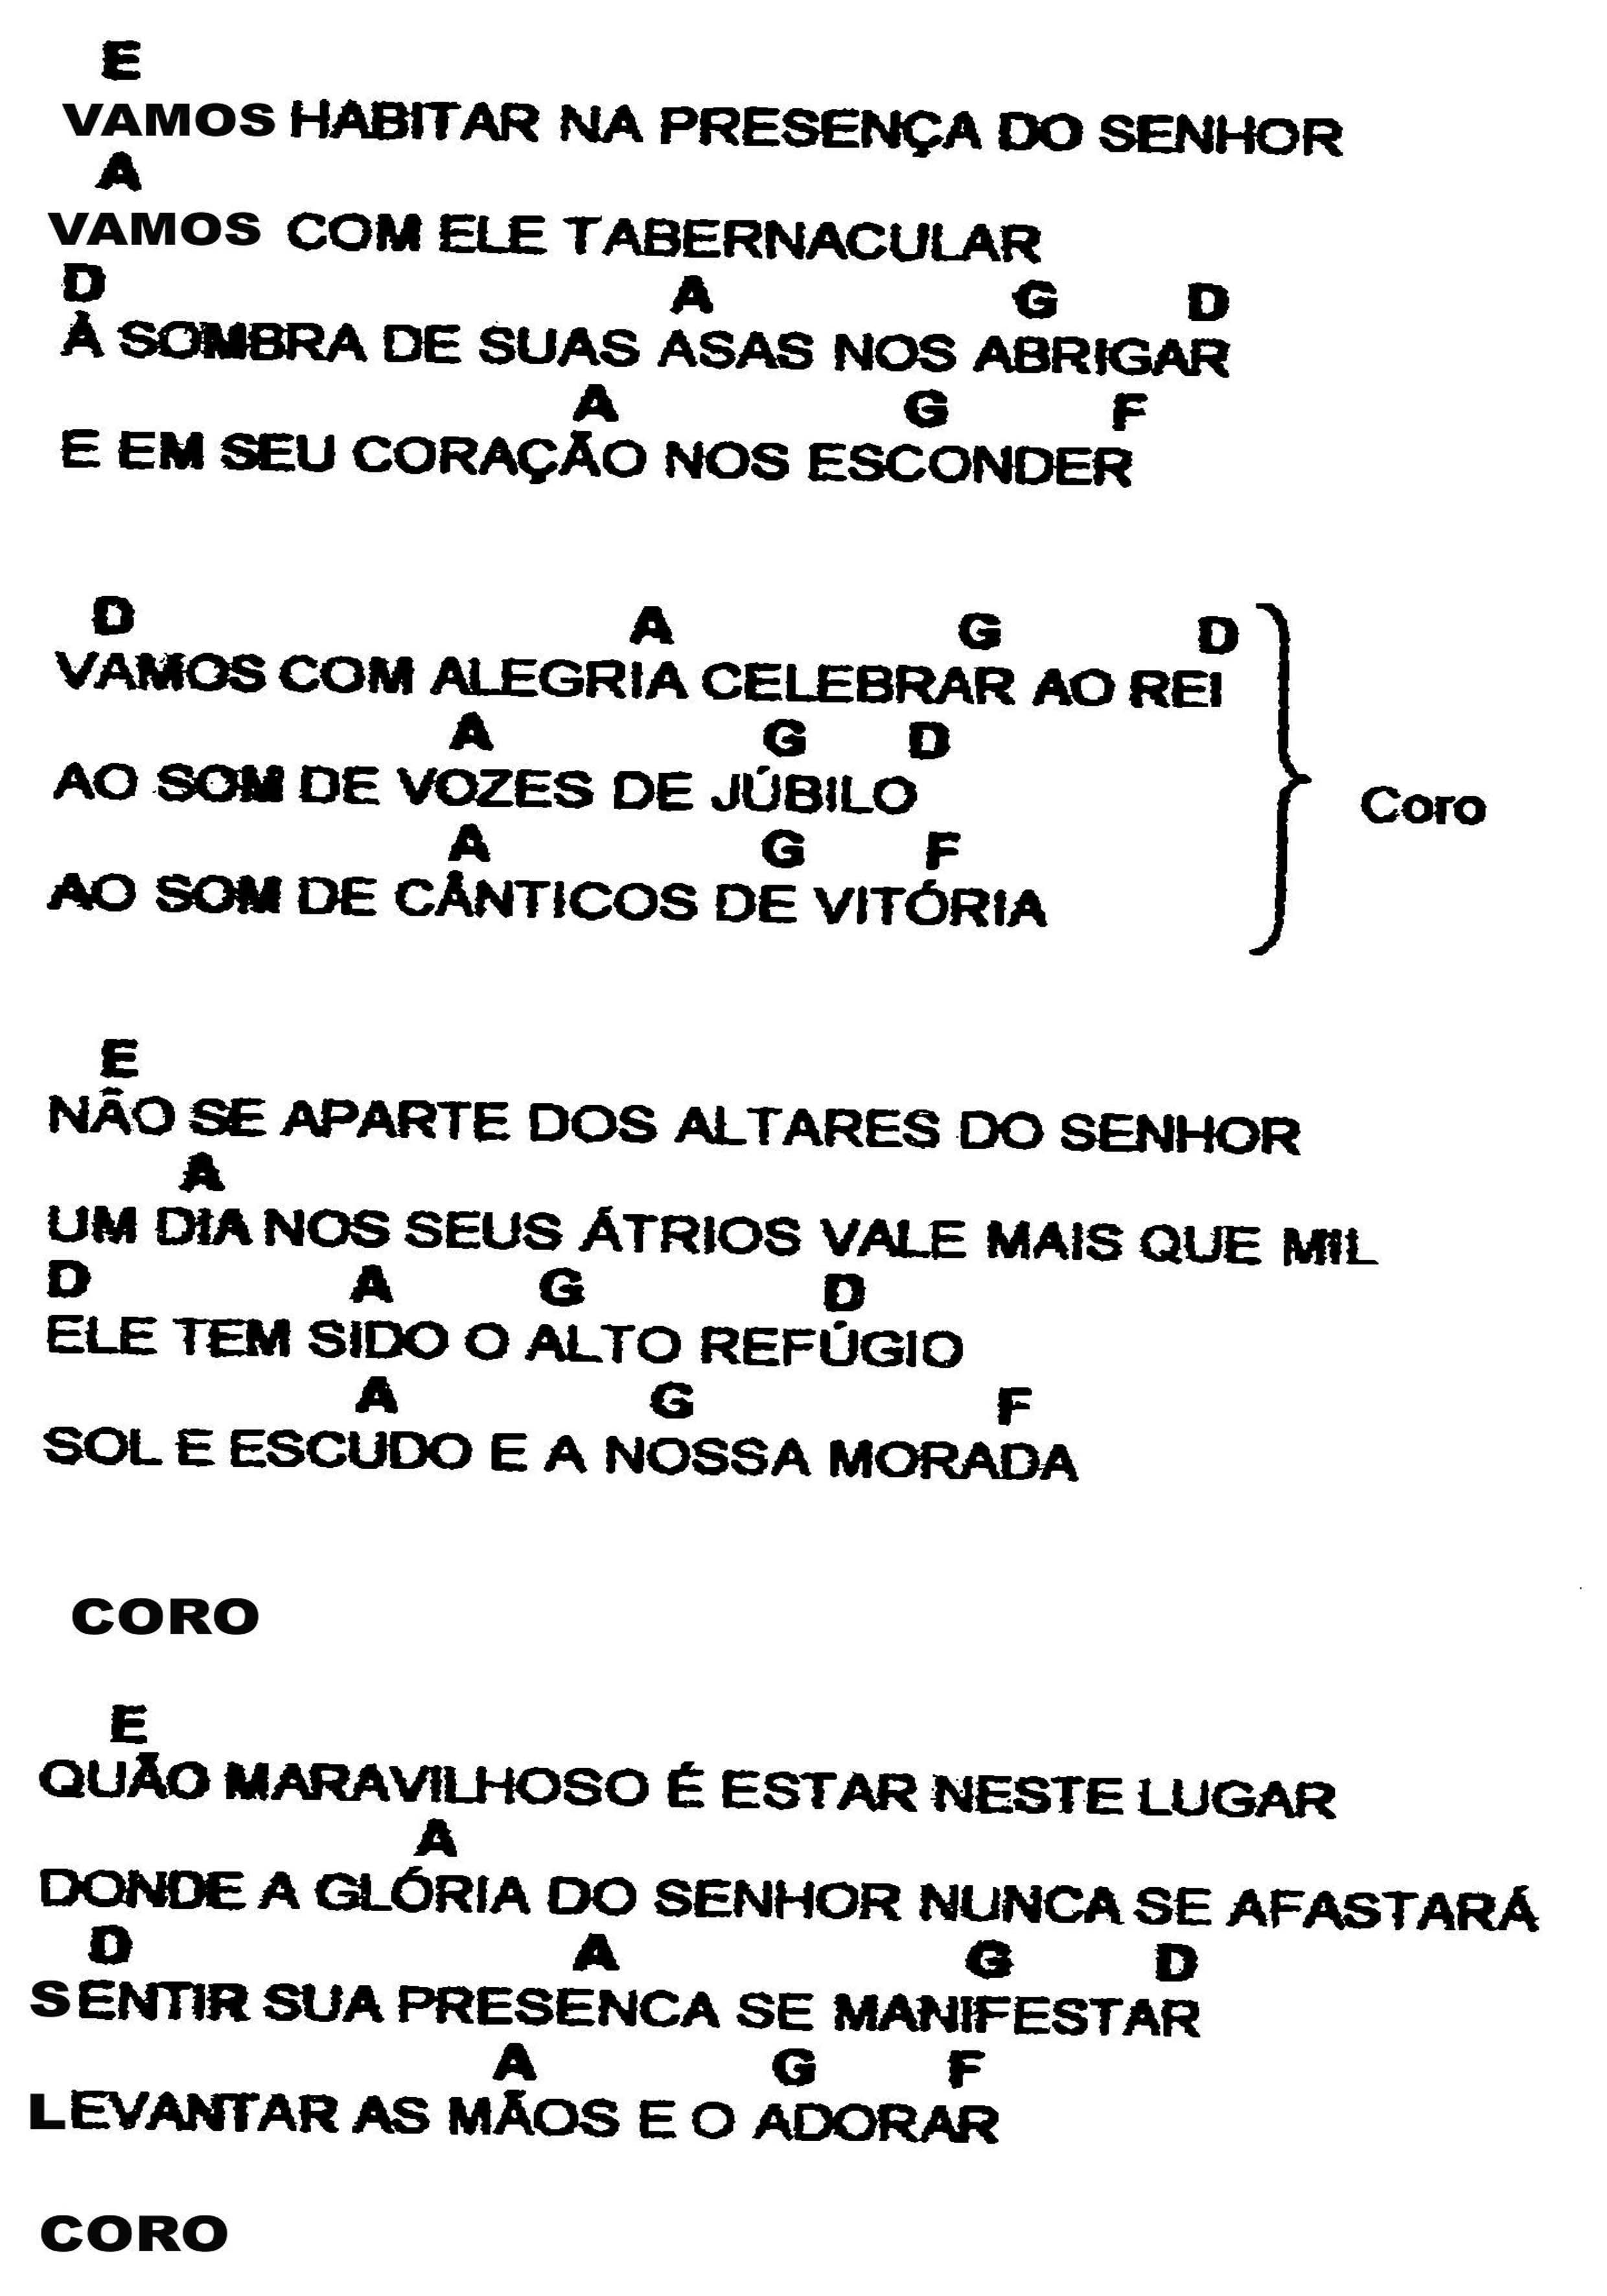 E
VAMOS HABITAR NA PRESENÇA DO SENHOR
A
VAMOS COM ELE TABERNACULAR
D A G D
À SOMBRA DE SUAS ASAS NOS ABRIGAR
A G F
E EM SEU CORAÇÃO NOS ESCONDER
D A G D
VAMOS COM ALEGRIA CELEBRAR AO REI
A G D
AO SOM DE VOZES DE JÚBILO
A G F
AO SOM DE CÂNTICOS DE VITÓRIA
Coro
E
NÃO SE APARTE DOS ALTARES DO SENHOR
A
UM DIA NOS SEUS ÁTRIOS VALE MAIS QUE MIL
D A G D
ELE TEM SIDO O ALTO REFÚGIO
A G F
SOL E ESCUDO E A NOSSA MORADA
CORO
E
QUÃO MARAVILHOSO É ESTAR NESTE LUGAR
A
DONDE A GLÓRIA DO SENHOR NUNCA SE AFASTARÁ
D A G D
SENTIR SUA PRESENCA SE MANIFESTAR
A G F
LEVANTAR AS MÃOS E O ADORAR
CORO